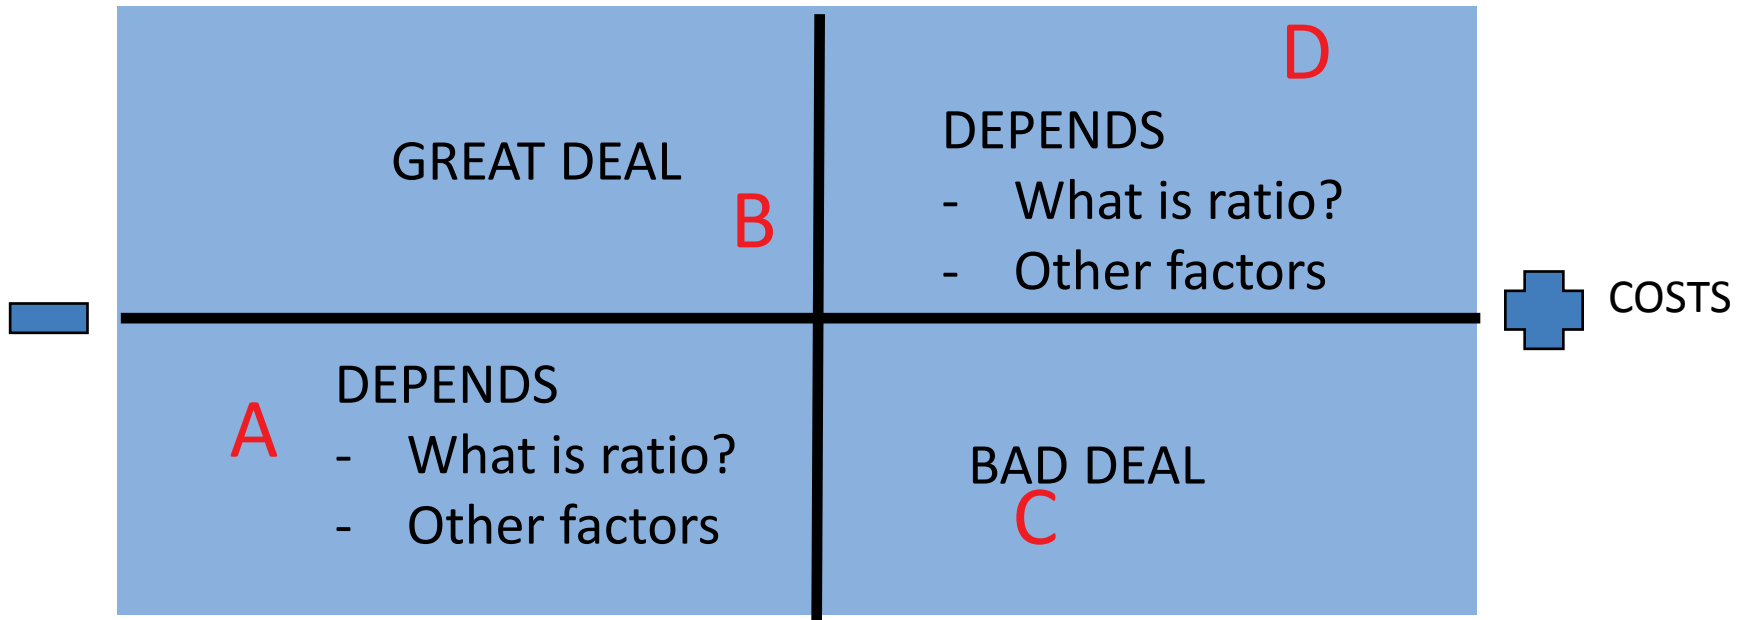 D
GREAT DEAL
B
DEPENDS
- What is ratio?
- Other factors
COSTS
DEPENDS
A
- What is ratio?
- Other factors
BAD DEAL
C